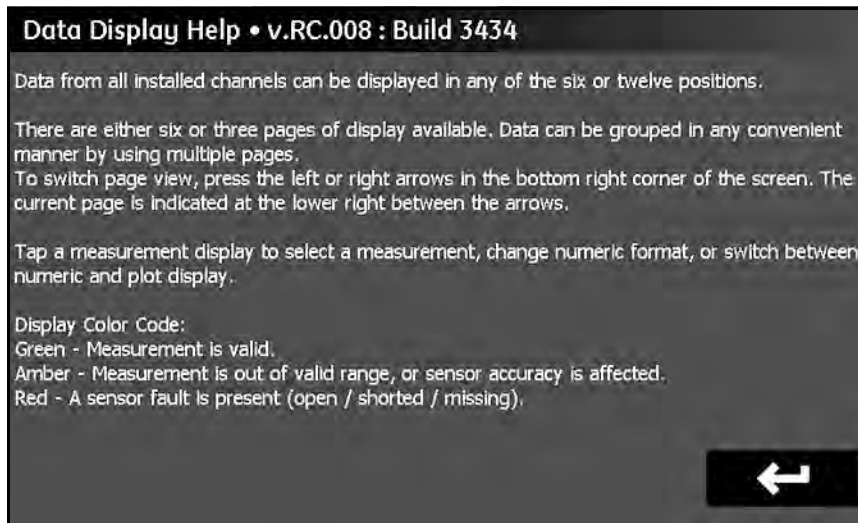 Data Display Help • v.RC.008 : Build 3434
Data from all installed channels can be displayed in any of the six or twelve positions.
There are either six or three pages of display available. Data can be grouped in any convenient
manner by using multiple pages.
To switch page view, press the left or right arrows in the bottom right corner of the screen. The
current page is indicated at the lower right between the arrows.
Tap a measurement display to select a measurement, change numeric format, or switch between
numeric and plot display.
Display Color Code:
Green - Measurement is valid.
Amber - Measurement is out of valid range, or sensor accuracy is affected.
Red - A sensor fault is present (open / shorted / missing).